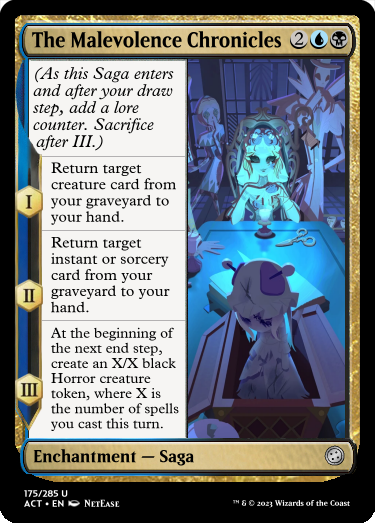 The Malevolence Chronicles 2
(As this Saga enters
and after your draw
step, add a lore
counter. Sacrifice
after III.)
I
Return target
creature card from
your graveyard to
your hand.
II
Return target
instant or sorcery
card from your
graveyard to your
hand.
III
At the beginning of
the next end step,
create an X/X black
Horror creature
token, where X is
the number of spells
you cast this turn.
Enchantment — Saga
175/285 U
ACT • EN NetEase
™ & © 2023 Wizards of the Coast